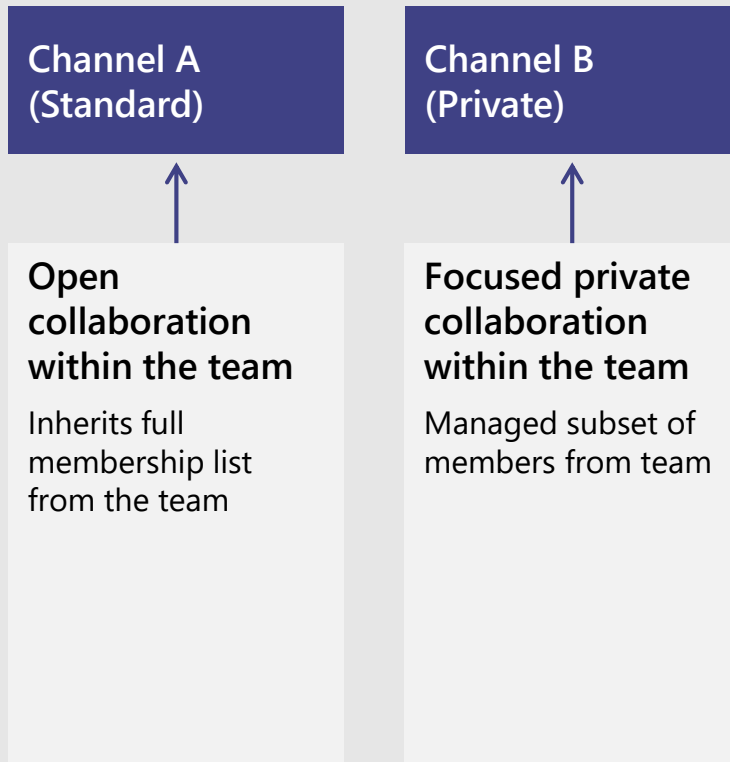 Channel A
(Standard)
Open
collaboration
within the team
Inherits full
membership list
from the team
Channel B
(Private)
Focused private
collaboration
within the team
Managed subset of
members from team